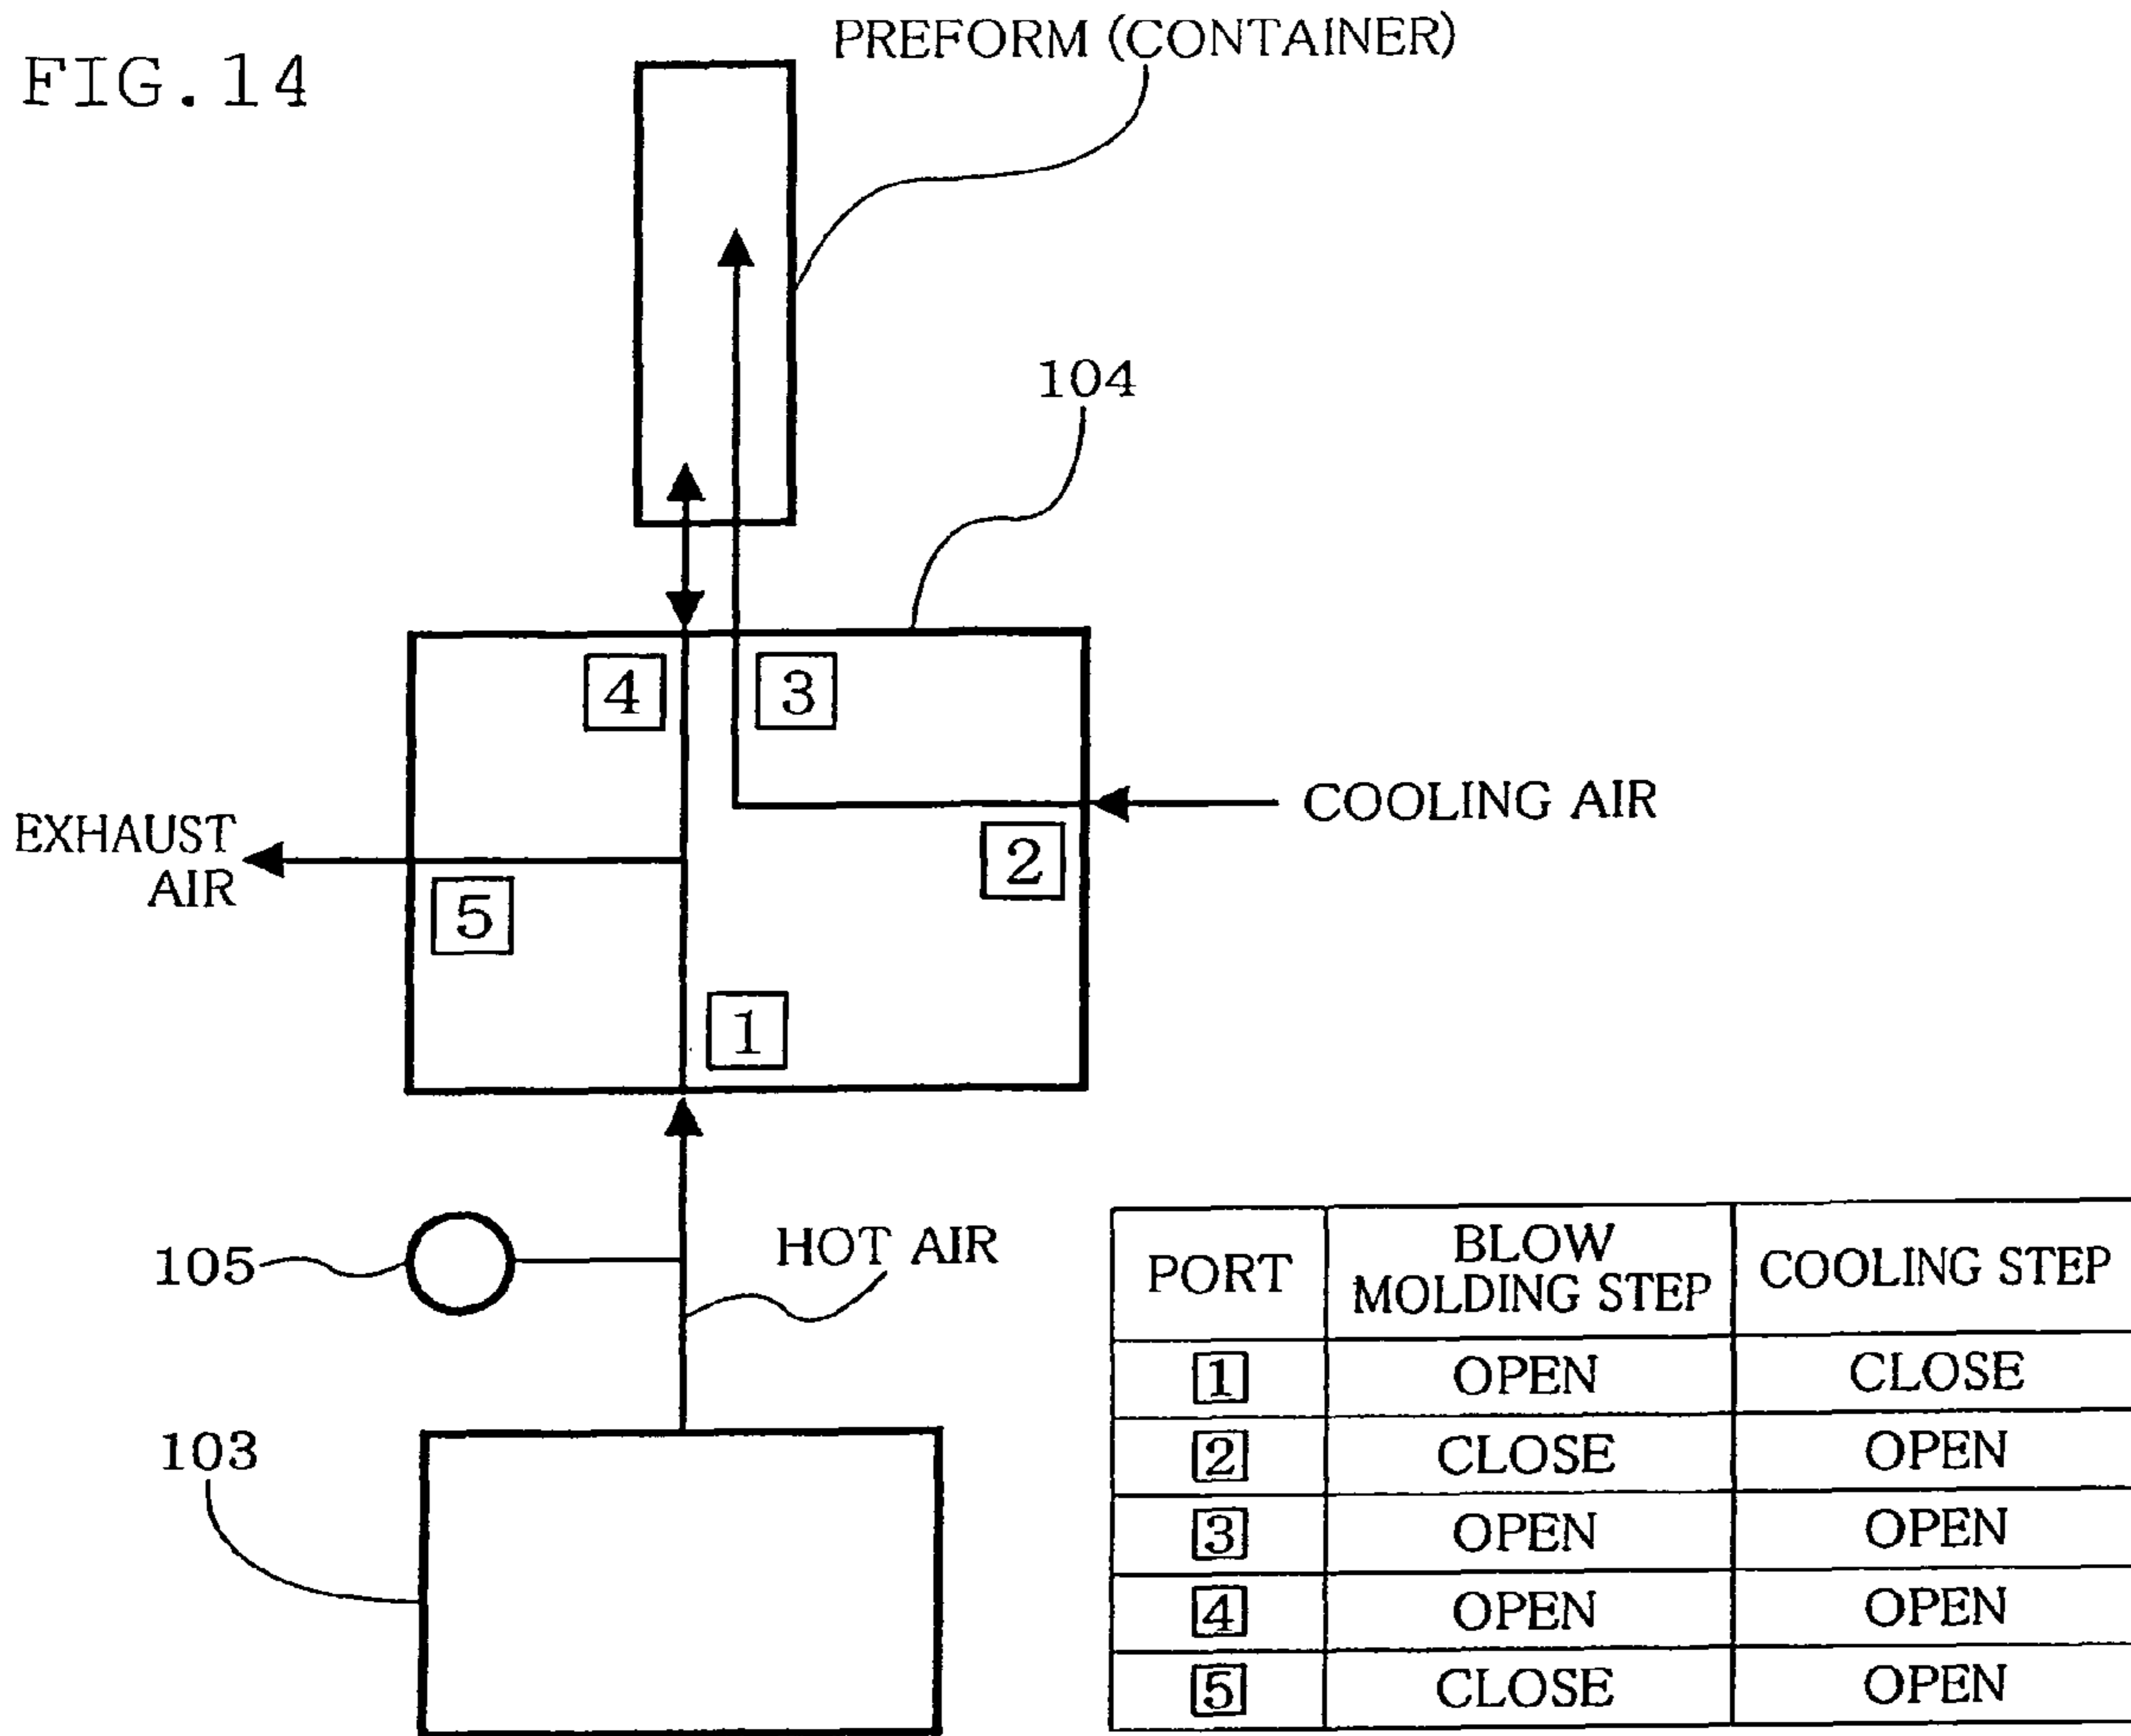 FIG.14
PREFORM (CONTAINER)
104
4
3
COOLING AIR
2
EXHAUST
AIR
5
1
105
HOT AIR
103
PORT BLOW MOLDING STEP COOLING STEP
1 OPEN CLOSE
2 CLOSE OPEN
3 OPEN OPEN
4 OPEN OPEN
5 CLOSE OPEN